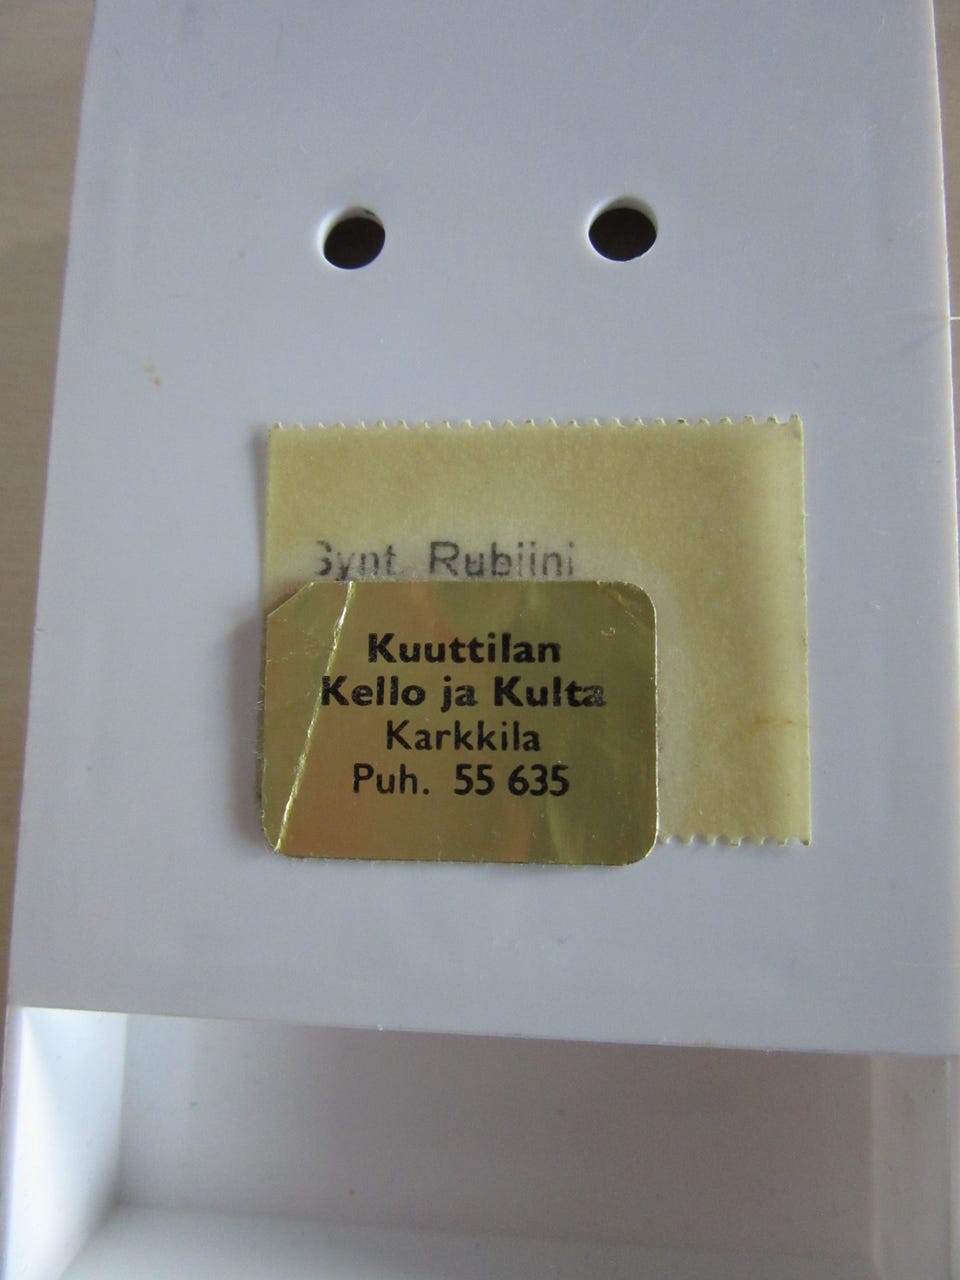 Synt. Rubiini
Kuuttilan
Kello ja Kulta
Karkkila
Puh. 55 635